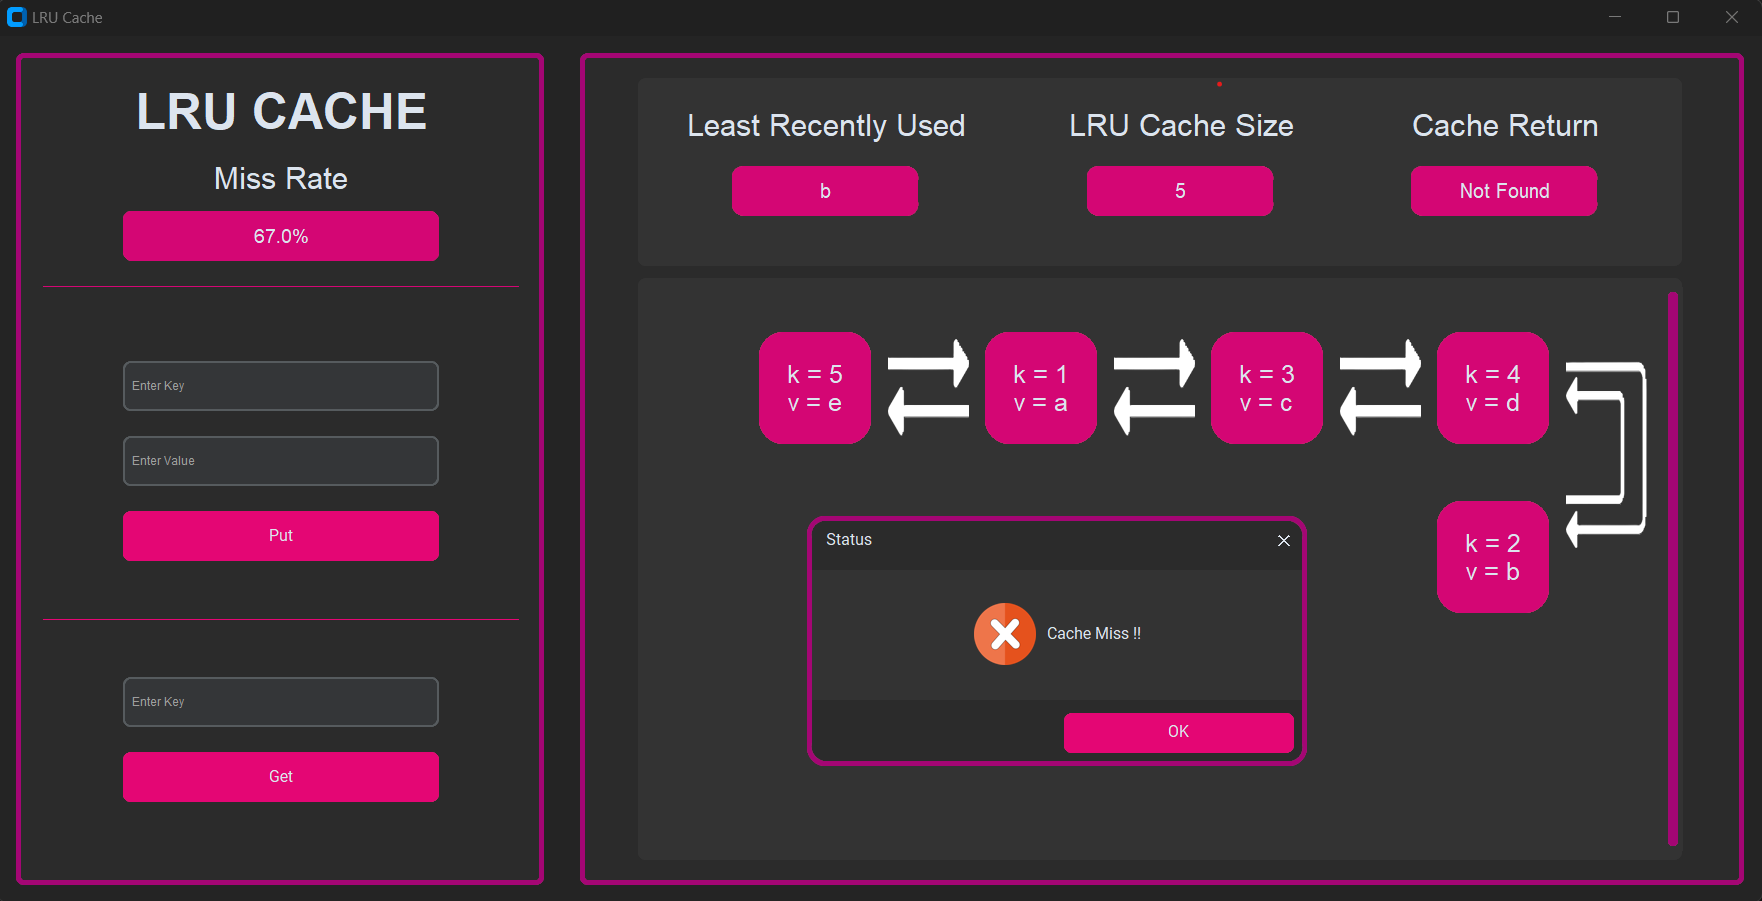 LRU Cache
LRU CACHE
Miss Rate
67.0%
Enter Key
Enter Value
Put
Enter Key
Get
Least Recently Used
LRU Cache Size
Cache Return
b
5
Not Found
k = 5
v = e
k = 1
v = a
k = 3
v = c
k = 4
v = d
k = 2
v = b
Status
Cache Miss !!
OK